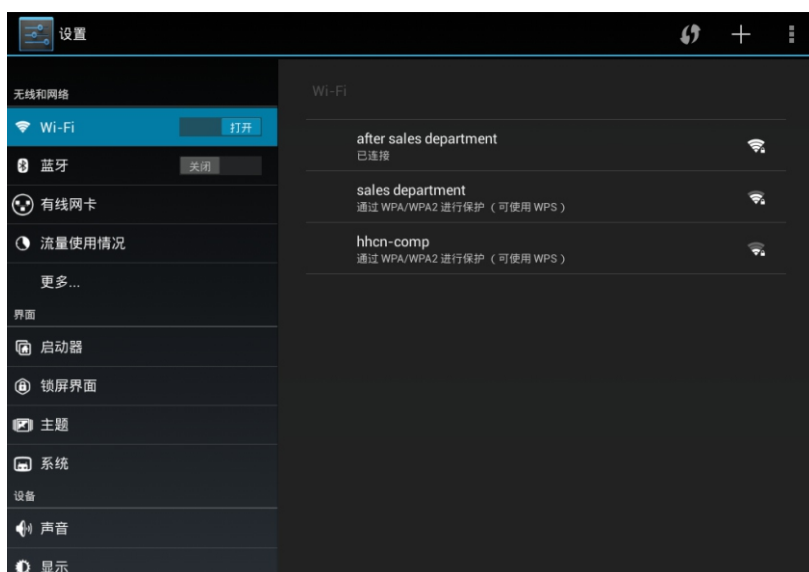 设置
无线和网络
Wi-Fi
打开
蓝牙
关闭
有线网卡
流量使用情况
更多...
界面
启动器
锁屏界面
主题
系统
设备
声音
显示
Wi-Fi
after sales department
已连接
sales department
通过 WPA/WPA2 进行保护（可使用 WPS）
hhcn-comp
通过 WPA/WPA2 进行保护（可使用 WPS）